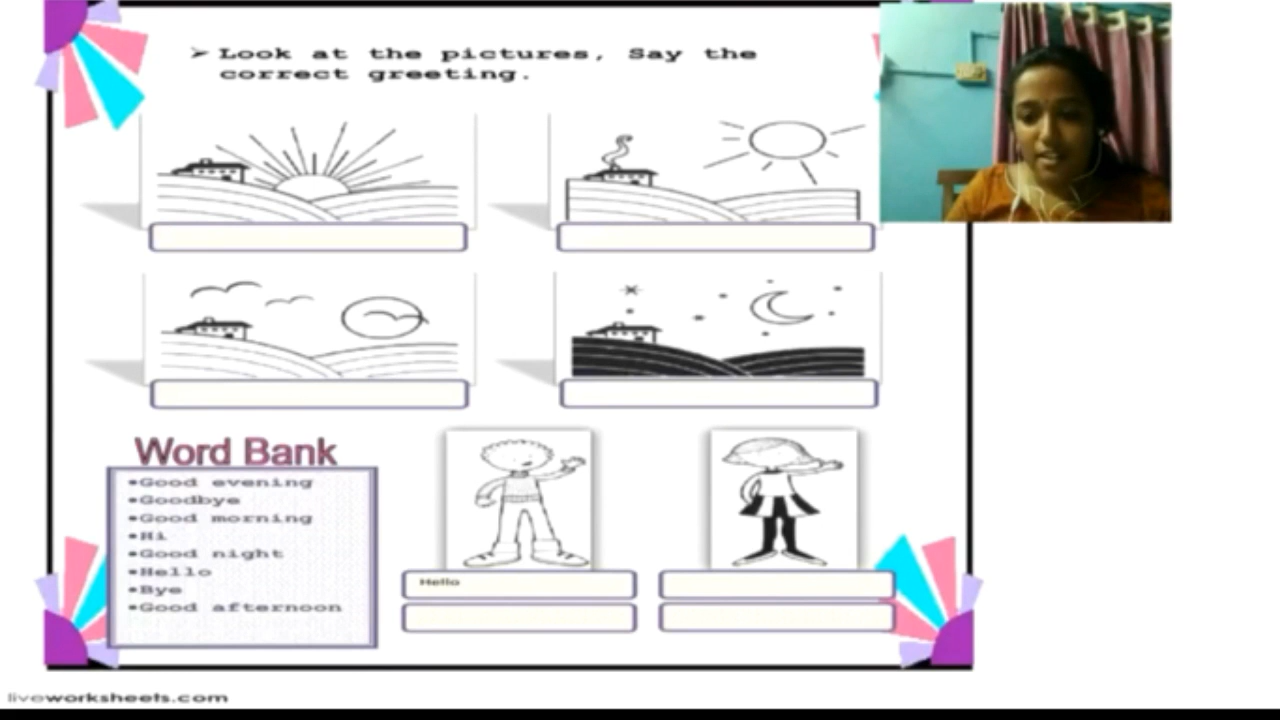 ➢ Look at the pictures, Say the
correct greeting.
Word Bank
•Good evening
•Goodbye
•Good morning
•Hi
•Good night
•Hello
•Bye
•Good afternoon
Hello
liveworksheets.com